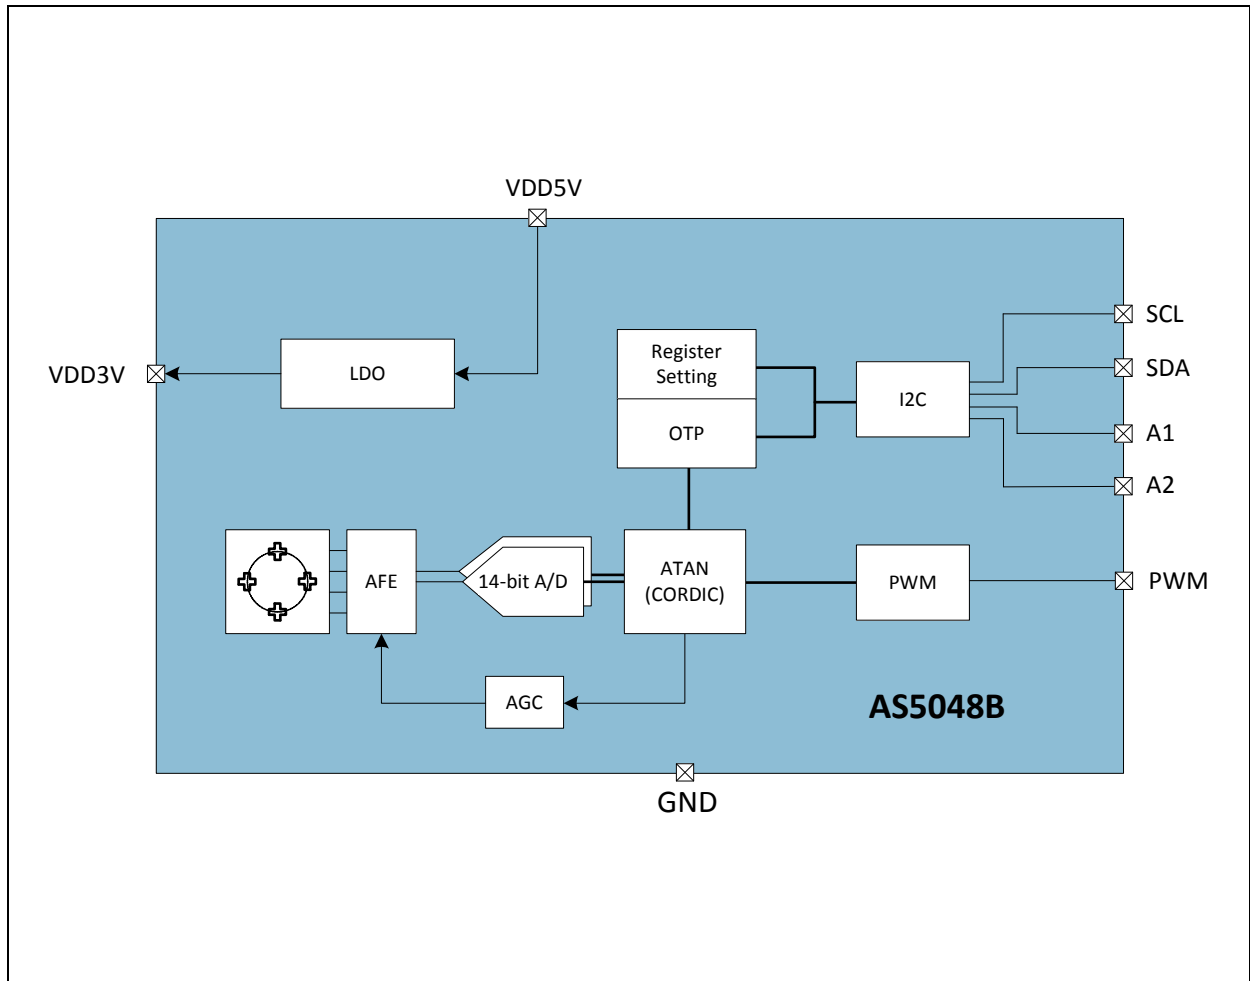 VDD5V
SCL
Register
Setting
SDA
VDD3V
LDO
I2C
OTP
A1
A2
AFE
14-bit A/D
ATAN
(CORDIC)
PWM
PWM
AGC
AS5048B
GND